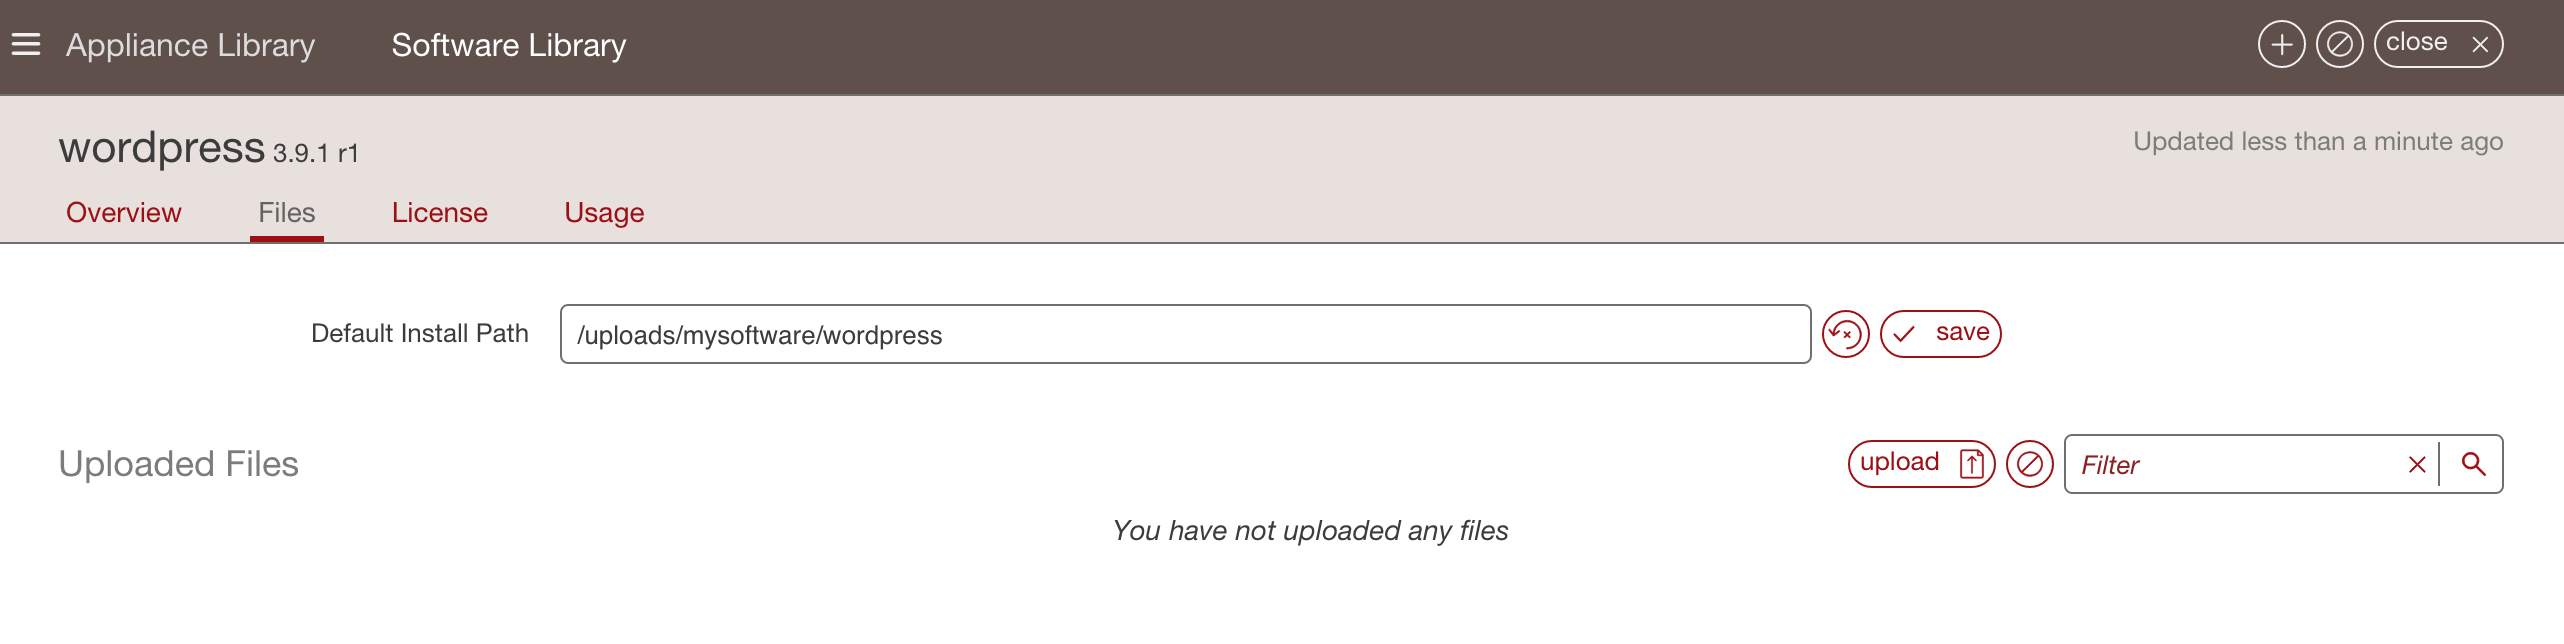 Appliance Library Software Library close
wordpress 3.9.1 r1 Updated less than a minute ago
Overview Files License Usage
Default Install Path /uploads/mysoftware/wordpress save
Uploaded Files upload Filter
You have not uploaded any files